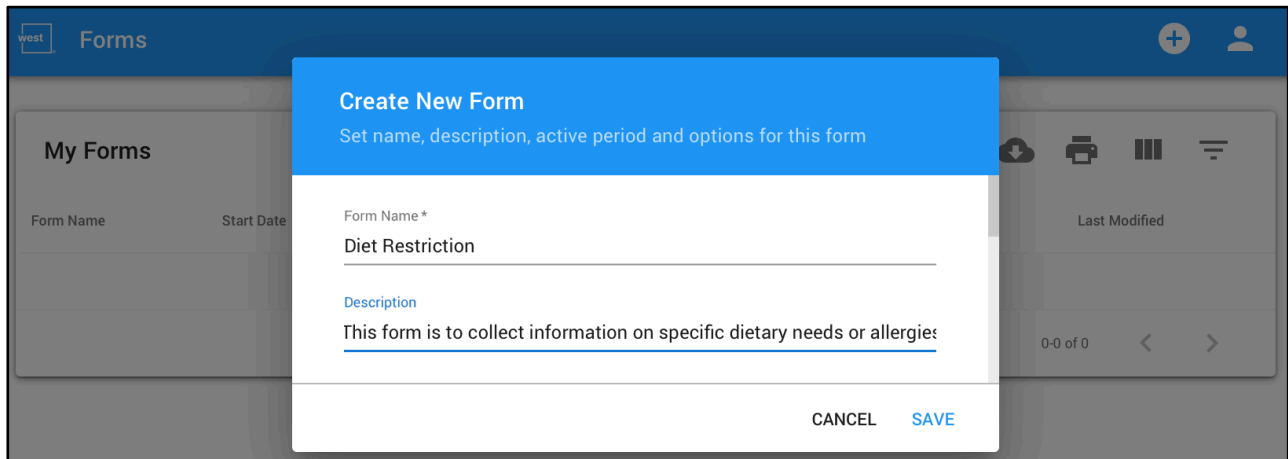 west Forms
Create New Form
Set name, description, active period and options for this form
My Forms
Form Name Start Date Last Modified
Form Name *
Diet Restriction
Description
This form is to collect information on specific dietary needs or allergies
0-0 of 0
CANCEL SAVE